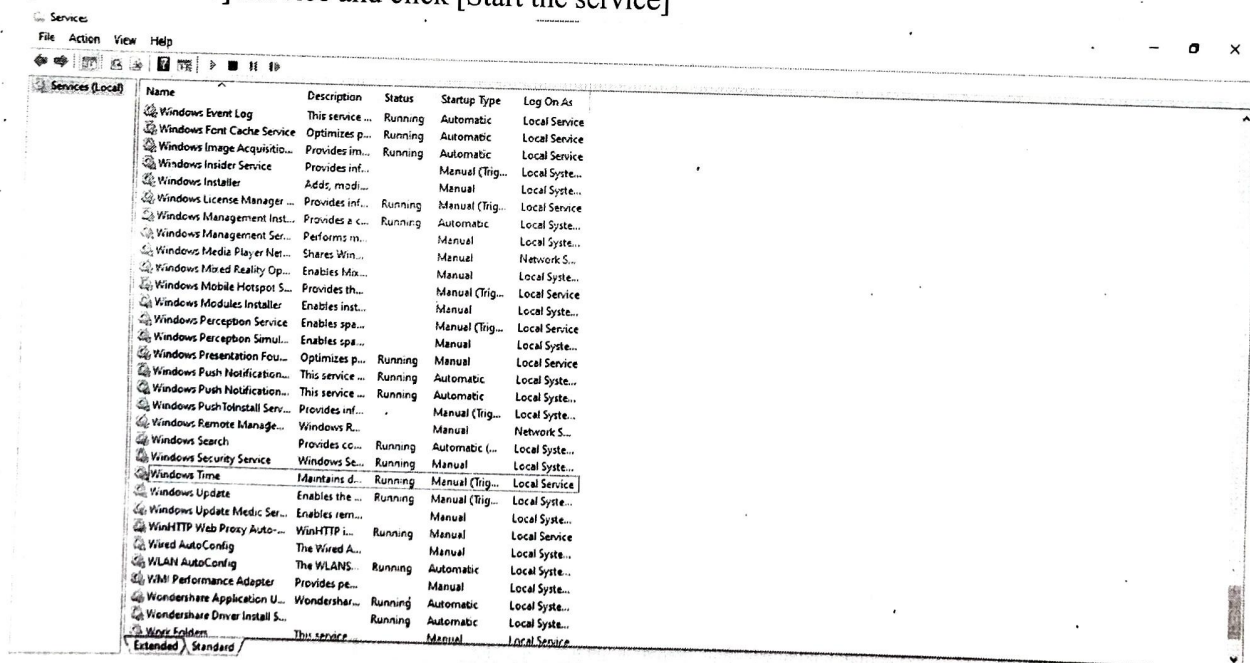 ] and click [Start the service]
Services
File Action View Help
Services (Local)
Name Description Status Startup Type Log On As
Windows Event Log This service ... Running Automatic Local Service
Windows Font Cache Service Optimizes p... Running Automatic Local Service
Windows Image Acquisitio... Provides im... Running Automatic Local Service
Windows Insider Service Provides inf... Manual (Trig... Local Syste...
Windows Installer Adds, modi... Manual Local Syste...
Windows License Manager ... Provides inf... Running Manual (Trig... Local Service
Windows Management Inst... Provides a c... Running Automatic Local Syste...
Windows Management Ser... Performs m... Manual Local Syste...
Windows Media Player Net... Shares Win... Manual Network S...
Windows Mixed Reality Op... Enables Mix... Manual Local Syste...
Windows Mobile Hotspot S... Provides th... Manual (Trig... Local Service
Windows Modules Installer Enables inst... Manual Local Syste...
Windows Perception Service Enables spa... Manual (Trig... Local Service
Windows Perception Simul... Enables spa... Manual Local Syste...
Windows Presentation Fou... Optimizes p... Running Manual Local Service
Windows Push Notification... This service ... Running Automatic Local Syste...
Windows Push Notification... This service ... Running Automatic Local Syste...
Windows PushToInstall Serv... Provides inf... Manual (Trig... Local Syste...
Windows Remote Manage... Windows R... Manual Network S...
Windows Search Provides co... Running Automatic (... Local Syste...
Windows Security Service Windows Se... Running Manual Local Syste...
Windows Time Maintains d... Running Manual (Trig... Local Service
Windows Update Enables the ... Running Manual (Trig... Local Syste...
Windows Update Medic Ser... Enables rem... Manual Local Syste...
WinHTTP Web Proxy Auto-... WinHTTP i... Running Manual Local Service
Wired AutoConfig The Wired A... Manual Local Syste...
WLAN AutoConfig The WLANS... Running Automatic Local Syste...
WMI Performance Adapter Provides pe... Manual Local Syste...
Wondershare Application U... Wondershar... Running Automatic Local Syste...
Wondershare Driver Install S... Running Automatic Local Syste...
Work Folders This service Manual Local Service
Extended Standard